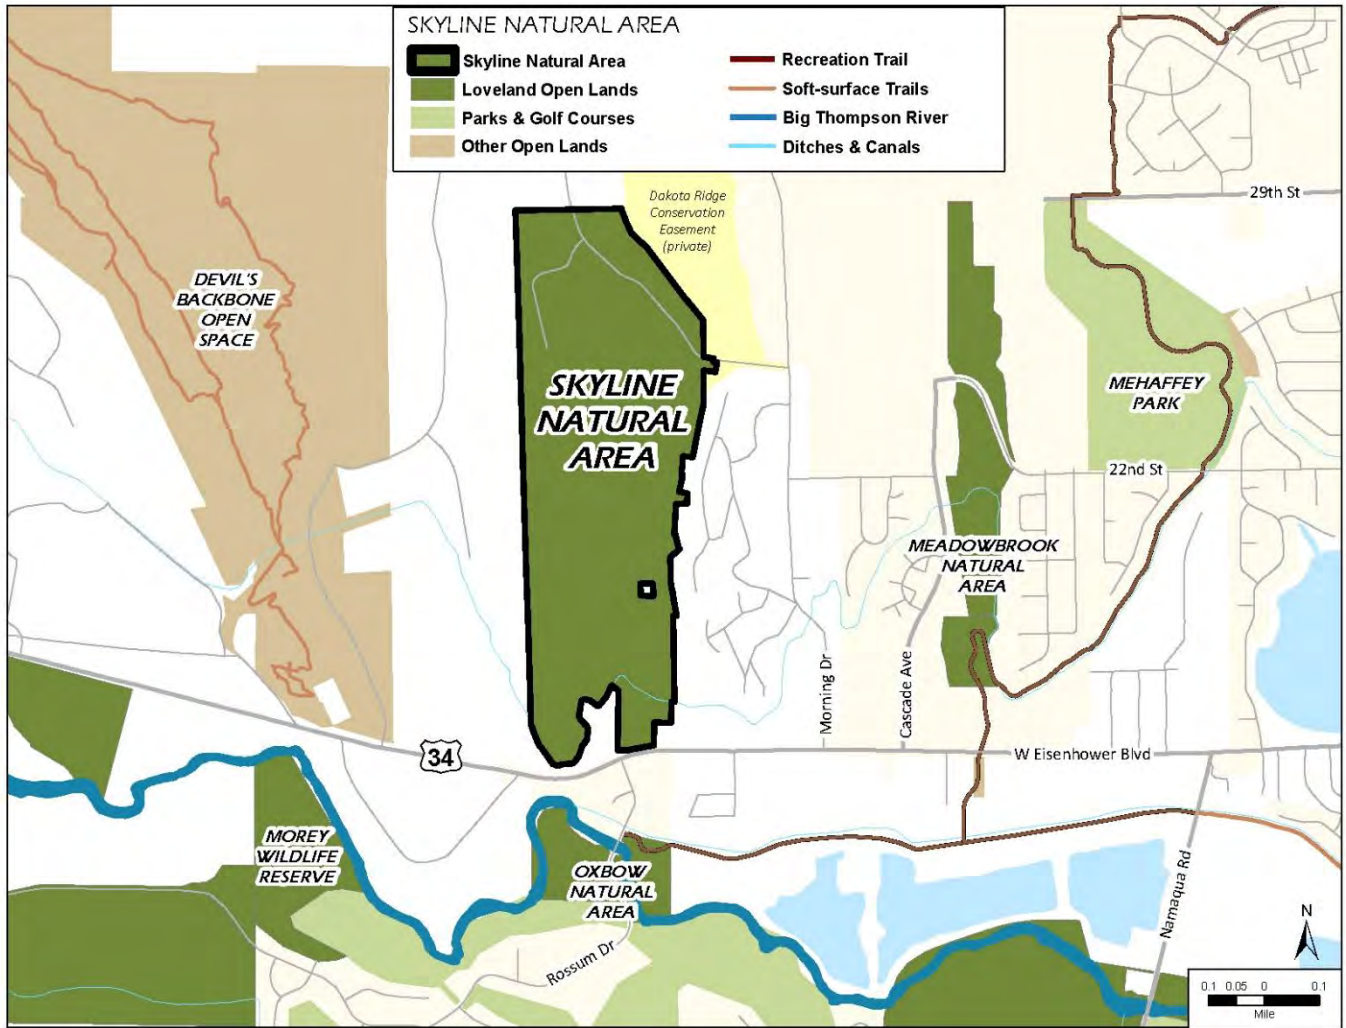 SKYLINE NATURAL AREA
Skyline Natural Area
Loveland Open Lands
Parks & Golf Courses
Other Open Lands
Recreation Trail
Soft-surface Trails
Big Thompson River
Ditches & Canals
Dakota Ridge
Conservation
Easement
(private)
29th St
DEVIL'S
BACKBONE
OPEN
SPACE
SKYLINE
NATURAL
AREA
MEHAFFEY
PARK
22nd St
MEADOWBROOK
NATURAL
AREA
Morning Dr
Cascade Ave
34
W Eisenhower Blvd
MOREY
WILDLIFE
RESERVE
OXBOW
NATURAL
AREA
Rossum Dr
Namaqua Rd
N
0.1 0.05 0 0.1
Mile